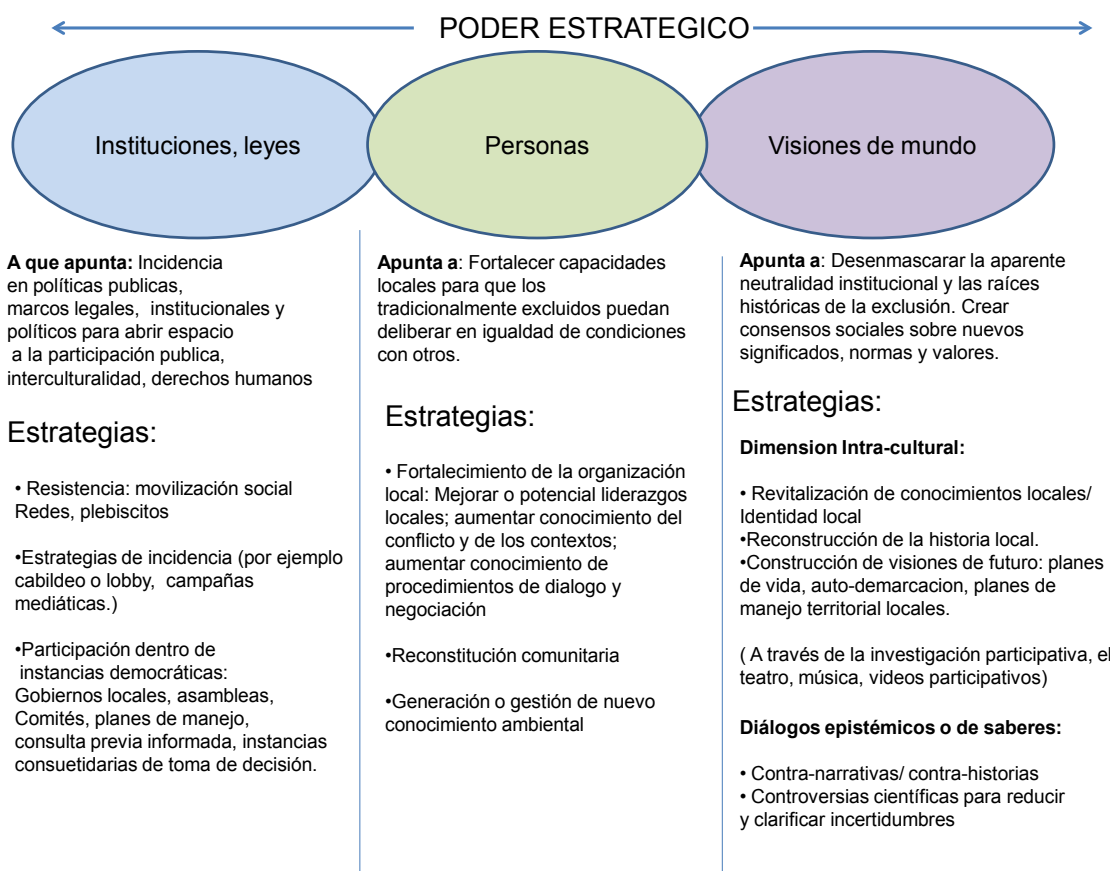 PODER ESTRATEGICO
Instituciones, leyes
Personas
Visiones de mundo
A que apunta: Incidencia
en políticas publicas,
marcos legales, institucionales y
políticos para abrir espacio
a la participación publica,
interculturalidad, derechos humanos
Estrategias:
• Resistencia: movilización social
Redes, plebiscitos
•Estrategias de incidencia (por ejemplo
cabildeo o lobby, campañas
mediáticas.)
•Participación dentro de
instancias democráticas:
Gobiernos locales, asambleas,
Comités, planes de manejo,
consulta previa informada, instancias
consuetidarias de toma de decisión.
Apunta a: Fortalecer capacidades
locales para que los
tradicionalmente excluidos puedan
deliberar en igualdad de condiciones
con otros.
Estrategias:
• Fortalecimiento de la organización
local: Mejorar o potencial liderazgos
locales; aumentar conocimiento del
conflicto y de los contextos;
aumentar conocimiento de
procedimientos de dialogo y
negociación
•Reconstitución comunitaria
•Generación o gestión de nuevo
conocimiento ambiental
Apunta a: Desenmascarar la aparente
neutralidad institucional y las raíces
históricas de la exclusión. Crear
consensos sociales sobre nuevos
significados, normas y valores.
Estrategias:
Dimension Intra-cultural:
• Revitalización de conocimientos locales/
Identidad local
•Reconstrucción de la historia local.
•Construcción de visiones de futuro: planes
de vida, auto-demarcacion, planes de
manejo territorial locales.
( A través de la investigación participativa, el
teatro, música, videos participativos)
Diálogos epistémicos o de saberes:
• Contra-narrativas/ contra-historias
• Controversias científicas para reducir
y clarificar incertidumbres